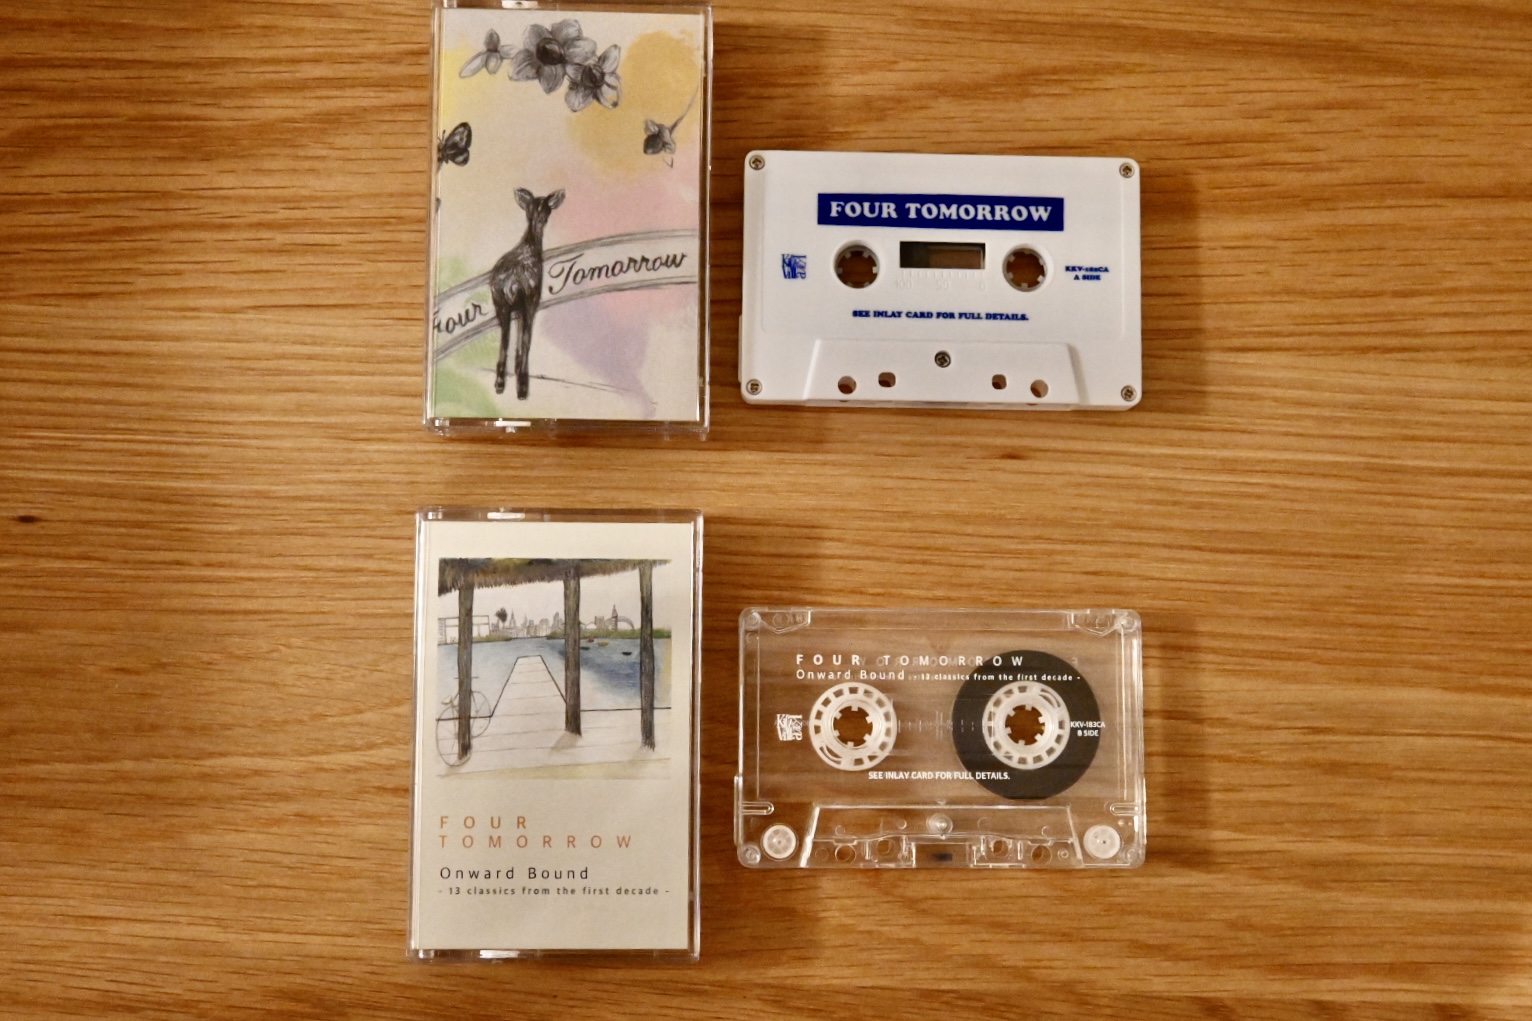 Four Tomorrow
FOUR TOMORROW
KKV-182CA
A SIDE
SEE INLAY CARD FOR FULL DETAILS.
FOUR
TOMORROW
Onward Bound
- 13 classics from the first decade -
FOUR TOMORROW
Onward Bound - 13 classics from the first decade -
KKV-183CA
B SIDE
SEE INLAY CARD FOR FULL DETAILS.